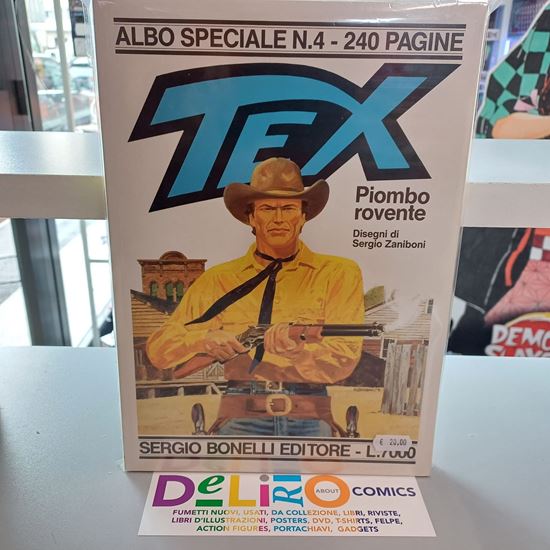 ALBO SPECIALE N.4 - 240 PAGINE
TEX
Piombo
rovente
Disegni di
Sergio Zaniboni
SERGIO BONELLI EDITORE - L.7000
€ 20.00
DeLiRiO
ABOUT
COMICS
FUMETTI NUOVI, USATI, DA COLLEZIONE, LIBRI, RIVISTE,
LIBRI D'ILLUSTRAZIONI, POSTERS, DVD, T-SHIRTS, FELPE,
ACTION FIGURES, PORTACHIAVI, GADGETS
DEMO
SLAY